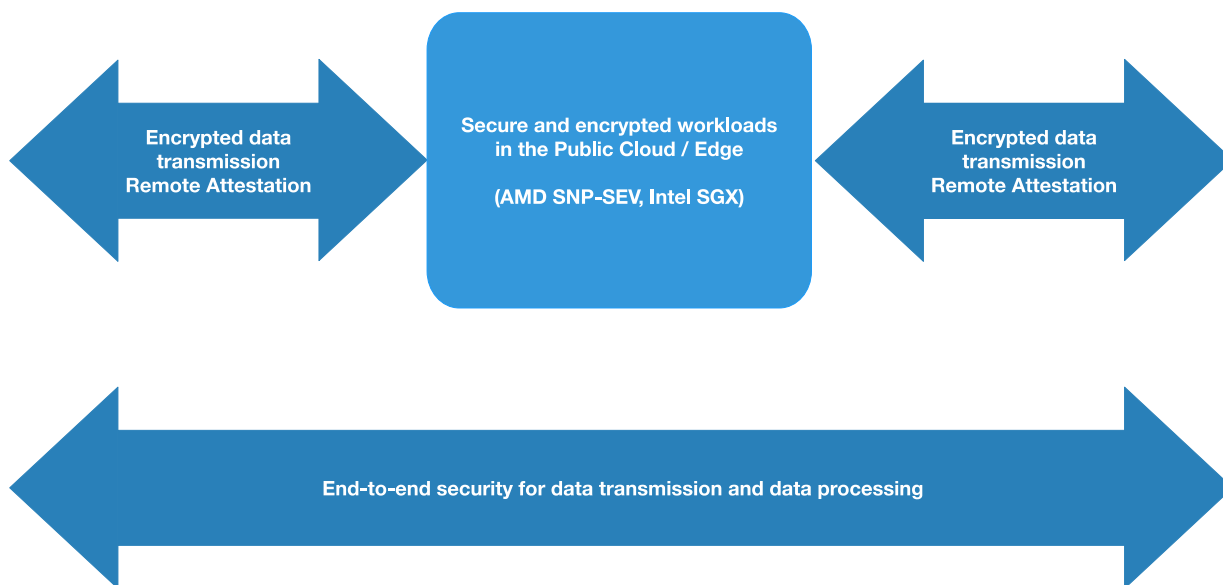 Encrypted data
transmission
Remote Attestation
Secure and encrypted workloads
in the Public Cloud / Edge
(AMD SNP-SEV, Intel SGX)
Encrypted data
transmission
Remote Attestation
End-to-end security for data transmission and data processing